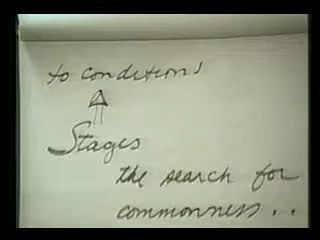 to conditions
Stages
the search for
commonness..